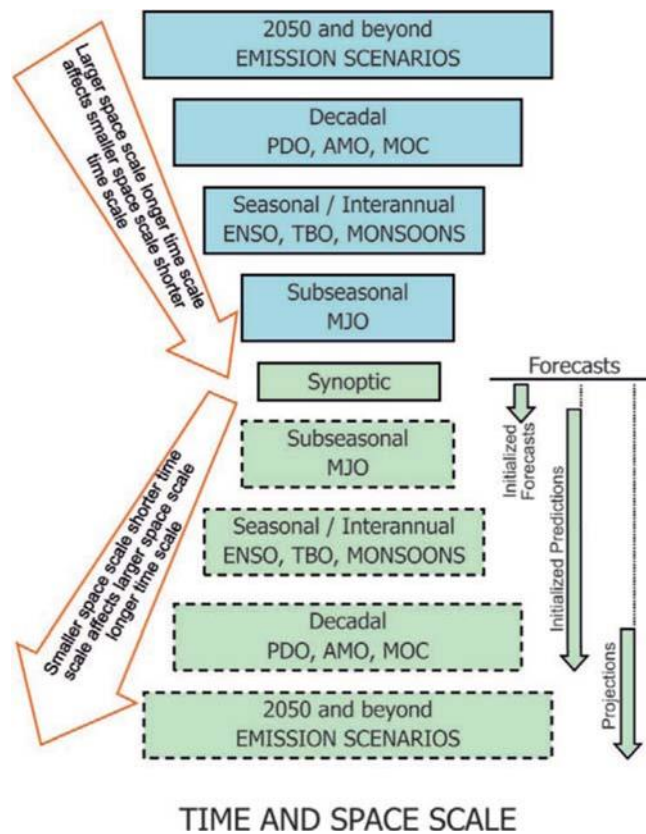 2050 and beyond
EMISSION SCENARIOS
Larger space scale longer time scale
affects smaller space scale shorter
time scale
Decadal
PDO, AMO, MOC
Seasonal / Interannual
ENSO, TBO, MONSOONS
Subseasonal
MJO
Synoptic
Forecasts
Subseasonal
MJO
Initialized
Forecasts
Smaller space scale shorter time
scale affects larger space scale
longer time scale
Seasonal / Interannual
ENSO, TBO, MONSOONS
Initialized Predictions
Decadal
PDO, AMO, MOC
Projections
2050 and beyond
EMISSION SCENARIOS
TIME AND SPACE SCALE